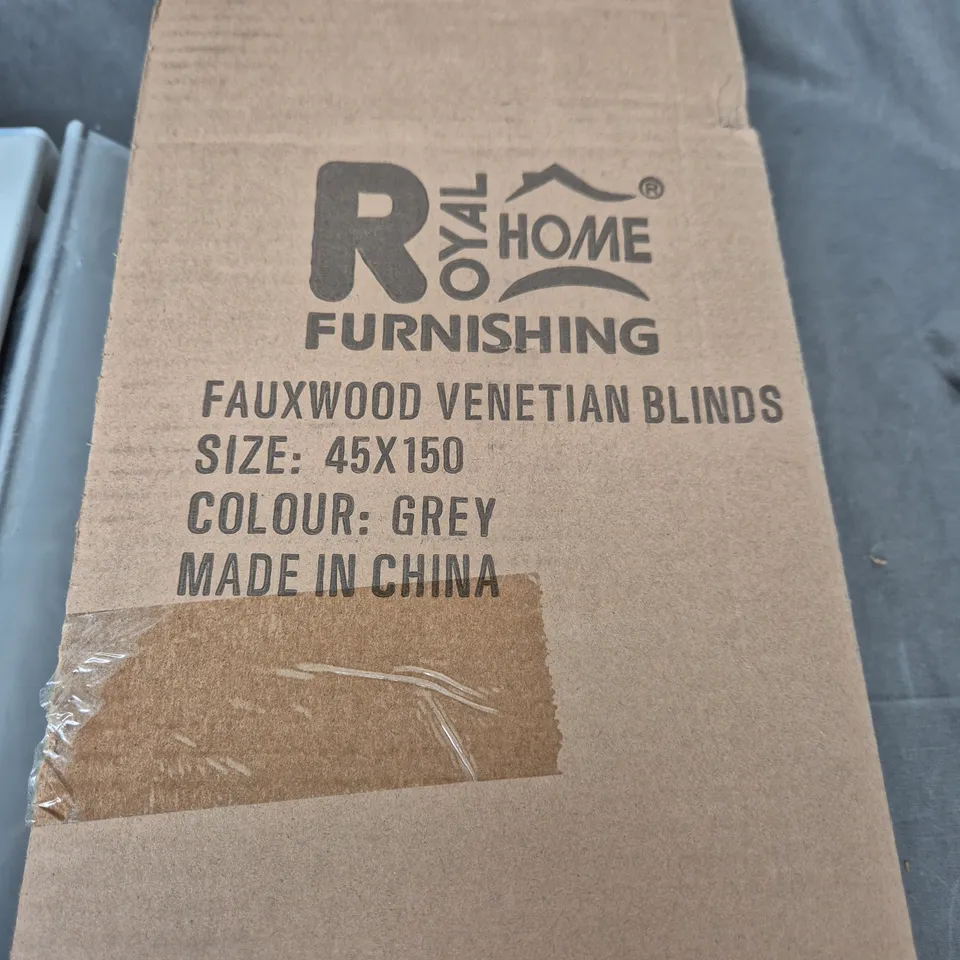 ROYAL HOME ®
FURNISHING
FAUXWOOD VENETIAN BLINDS
SIZE: 45X150
COLOUR: GREY
MADE IN CHINA